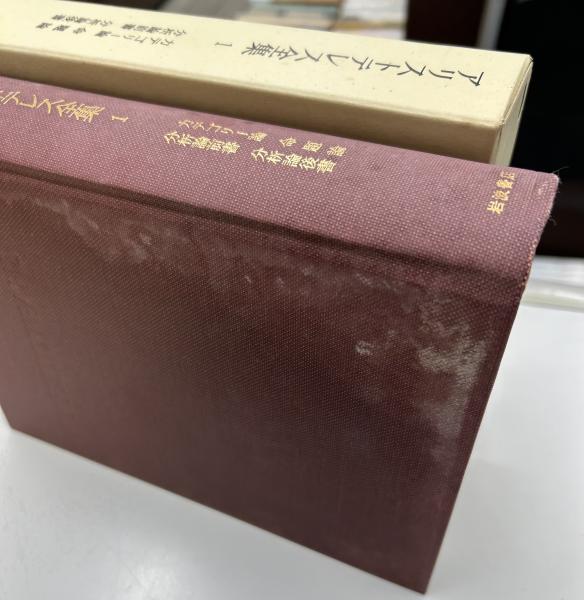 アリストテレス全集 1
カテゴリー論 命題論
分析論前書 分析論後書
テレス全集 1
カテゴリー論 命題論
分析論前書 分析論後書
岩波書店